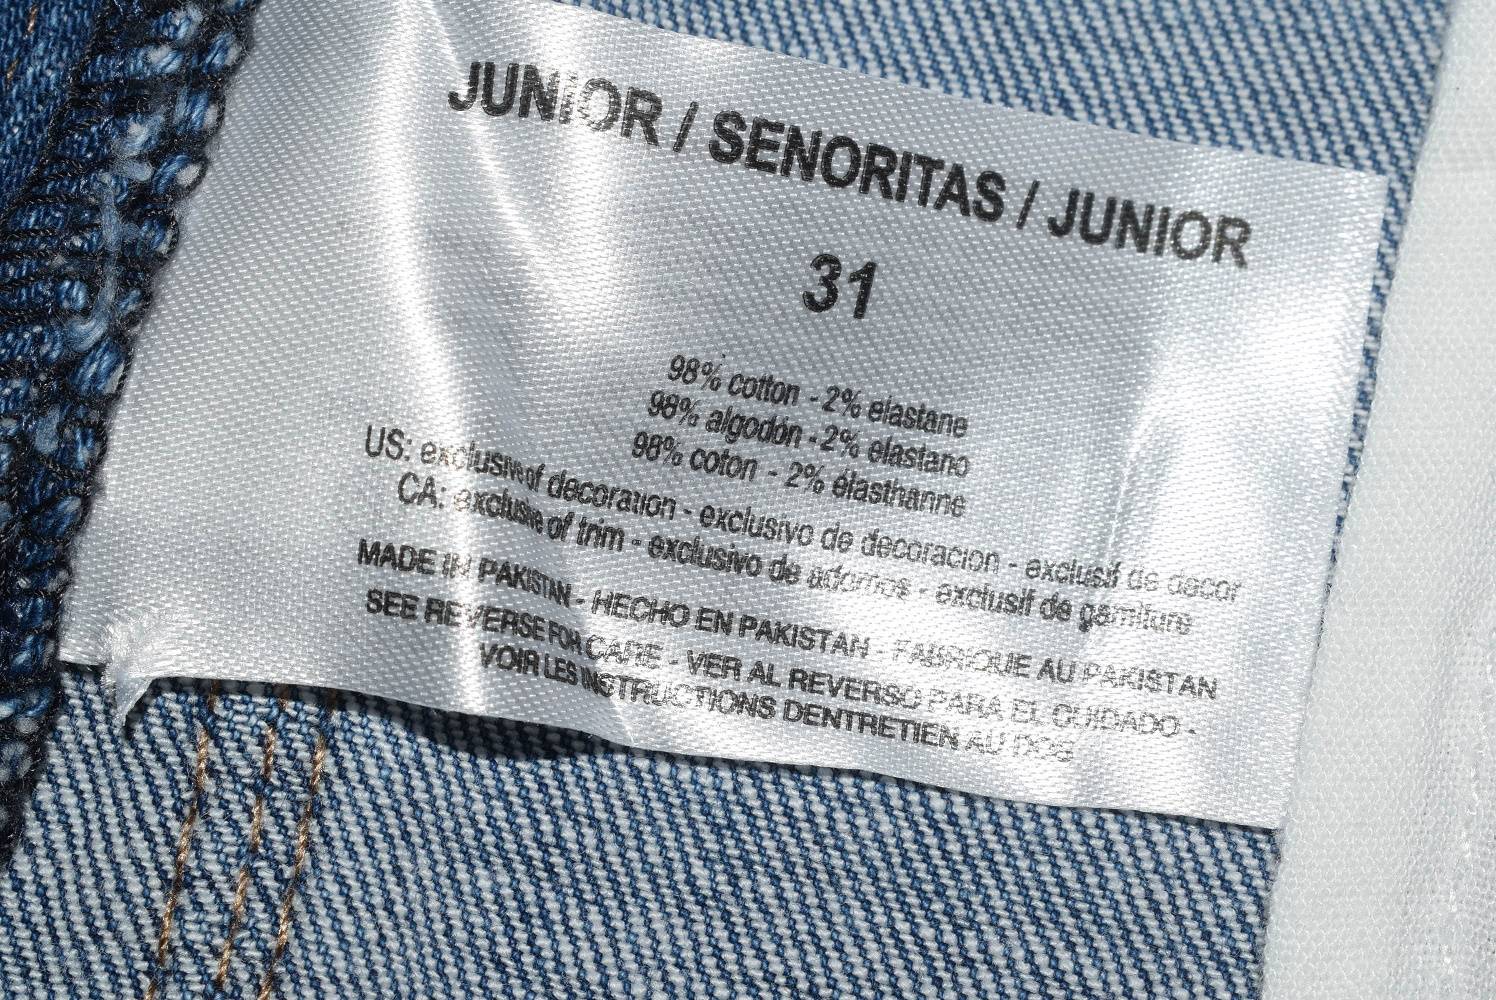 JUNIOR / SENORITAS / JUNIOR
31
98% cotton - 2% elastane
98% algodón - 2% elastano
98% coton - 2% élasthanne
US: exclusive of decoration - exclusivo de decoracion - exclusif de decor
CA: exclusive of trim - exclusivo de adornos - exclusif de garniture
MADE IN PAKISTAN - HECHO EN PAKISTAN - FABRIQUE AU PAKISTAN
SEE REVERSE FOR CARE - VER AL REVERSO PARA EL CUIDADO -
VOIR LES INSTRUCTIONS DENTRETIEN AU DOS